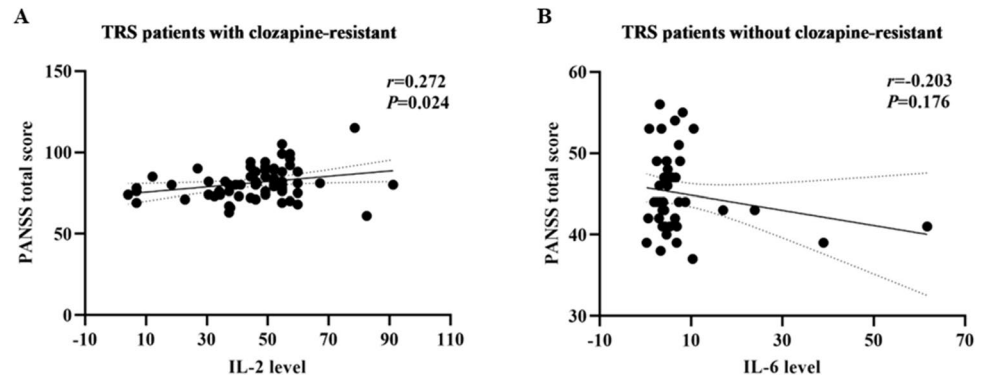 A
TRS patients with clozapine-resistant
r=0.272
P=0.024
150
100
50
0
PANSS total score
-10 10 30 50 70 90 110
IL-2 level
B
TRS patients without clozapine-resistant
r=-0.203
P=0.176
60
50
40
30
PANSS total score
-10 10 30 50 70
IL-6 level